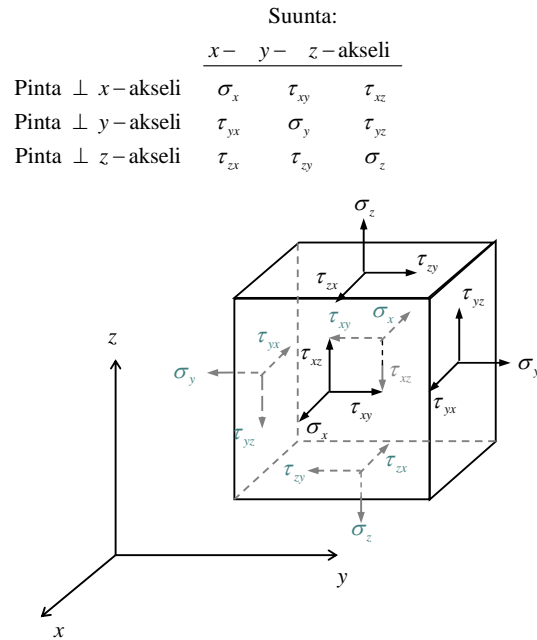 Suunta:
x− y− z−akseli
Pinta ⊥ x−akseli σx τxy τxz
Pinta ⊥ y−akseli τyx σy τyz
Pinta ⊥ z−akseli τzx τzy σz
σz
τzy
τzx
τyz
τxy σx
z
τyx
τxz
τxz
σy
σy
τyx
τxy
σx
τyz
τzy
τzx
σz
y
x